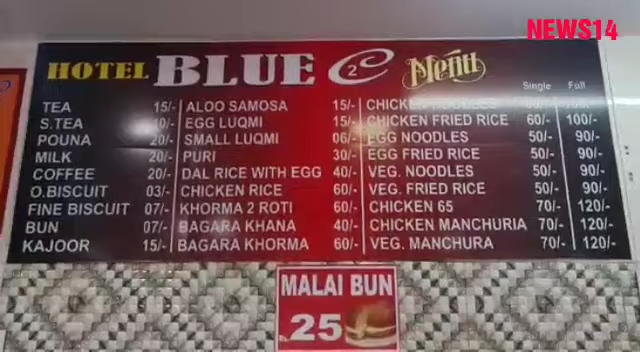 NEWS14
HOTEL BLUE C 2 Menu
Single Full
TEA 15/- ALOO SAMOSA 15/- CHICKEN NOODLES
S.TEA 10/- EGG LUQMI 15/- CHICKEN FRIED RICE 60/- 100/-
POUNA 20/- SMALL LUQMI 06/- EGG NOODLES 50/- 90/-
MILK 20/- PURI 30/- EGG FRIED RICE 50/- 90/-
COFFEE 20/- DAL RICE WITH EGG 40/- VEG. NOODLES 50/- 90/-
O.BISCUIT 03/- CHICKEN RICE 60/- VEG. FRIED RICE 50/- 90/-
FINE BISCUIT 07/- KHORMA 2 ROTI 60/- CHICKEN 65 70/- 120/-
BUN 07/- BAGARA KHANA 40/- CHICKEN MANCHURIA 70/- 120/-
KAJOOR 15/- BAGARA KHORMA 60/- VEG. MANCHURA 70/- 120/-
MALAI BUN
25